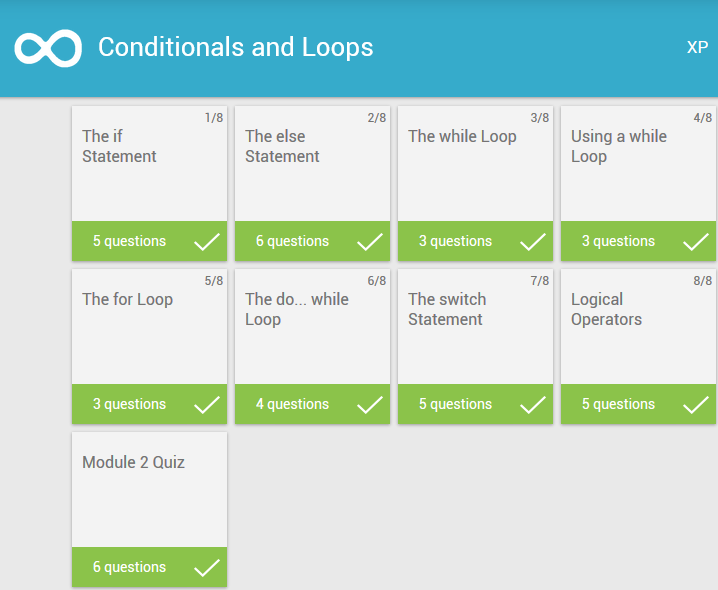 Conditionals and Loops
XP
1/8
The if
Statement
5 questions
2/8
The else
Statement
6 questions
3/8
The while Loop
3 questions
4/8
Using a while
Loop
3 questions
5/8
The for Loop
3 questions
6/8
The do... while
Loop
4 questions
7/8
The switch
Statement
5 questions
8/8
Logical
Operators
5 questions
Module 2 Quiz
6 questions